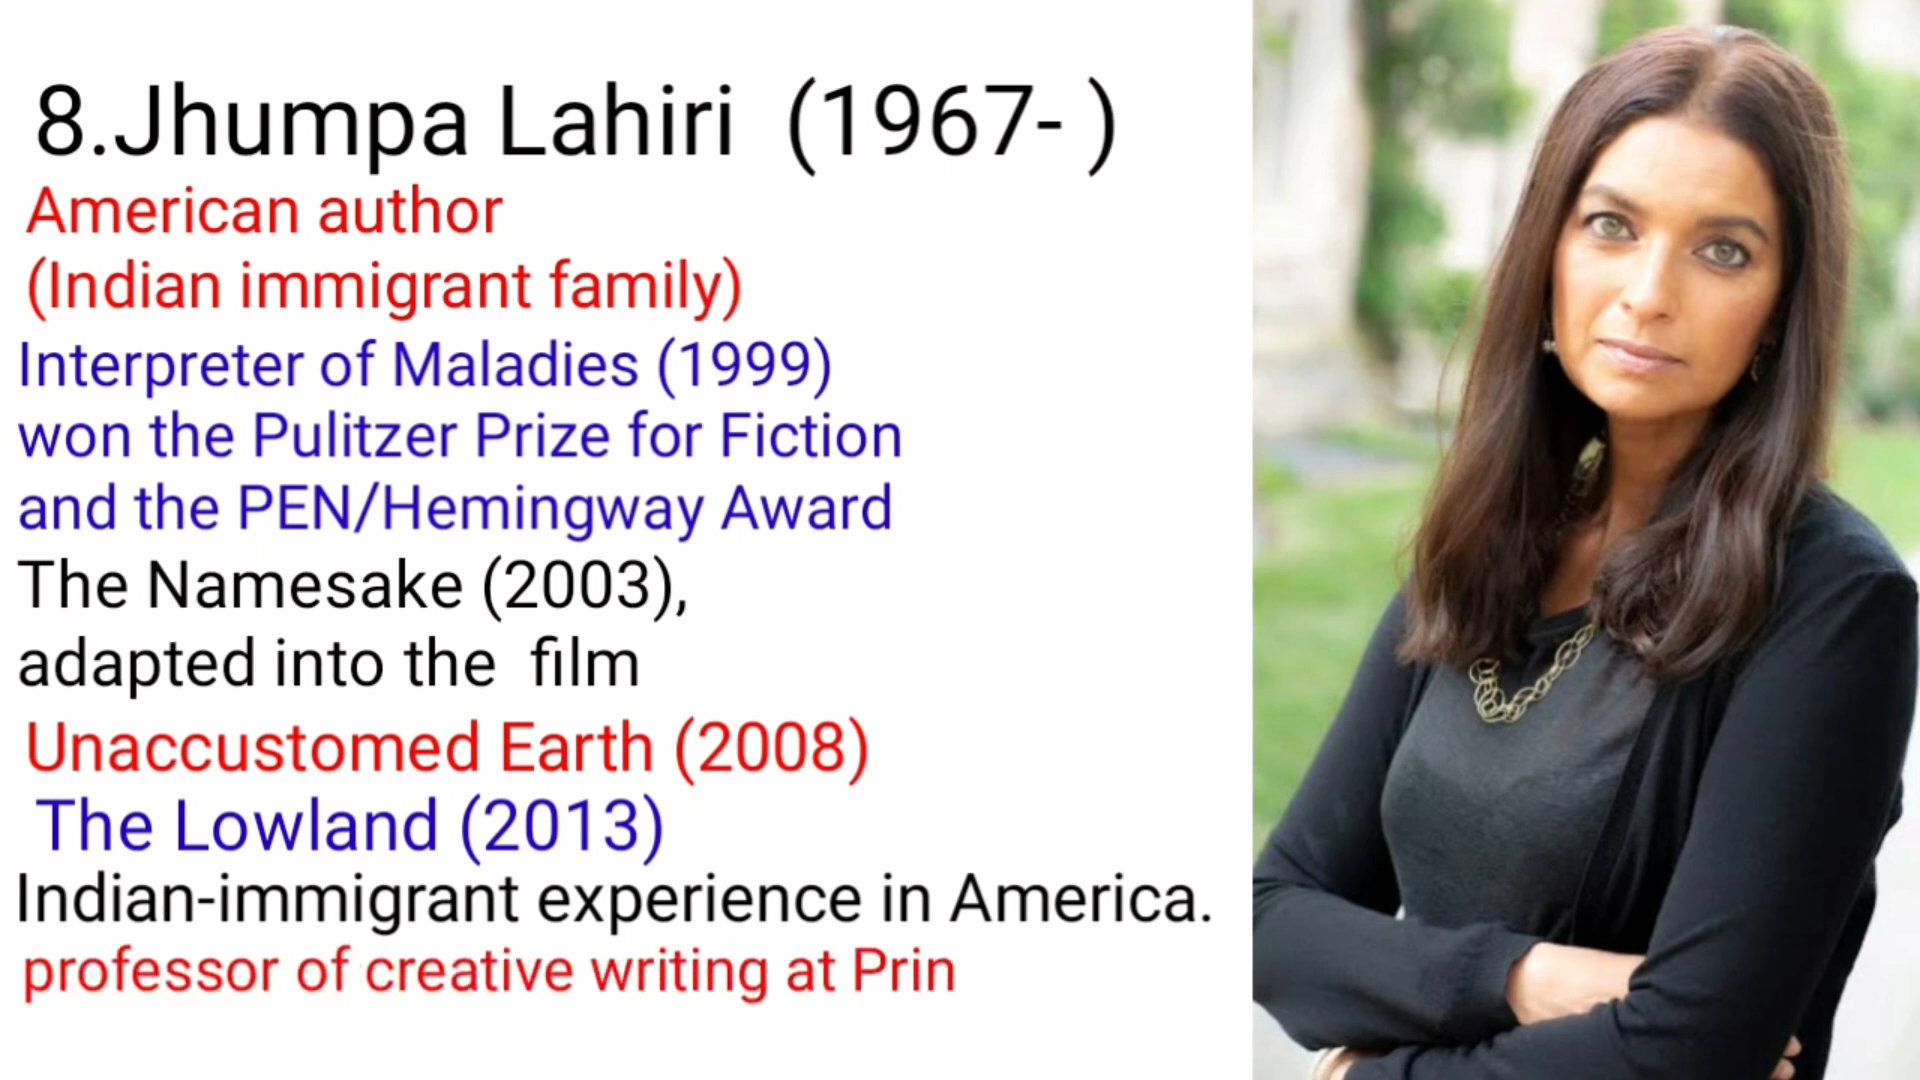 8.Jhumpa Lahiri (1967- )
American author
(Indian immigrant family)
Interpreter of Maladies (1999)
won the Pulitzer Prize for Fiction
and the PEN/Hemingway Award
The Namesake (2003),
adapted into the film
Unaccustomed Earth (2008)
The Lowland (2013)
Indian-immigrant experience in America.
professor of creative writing at Prin